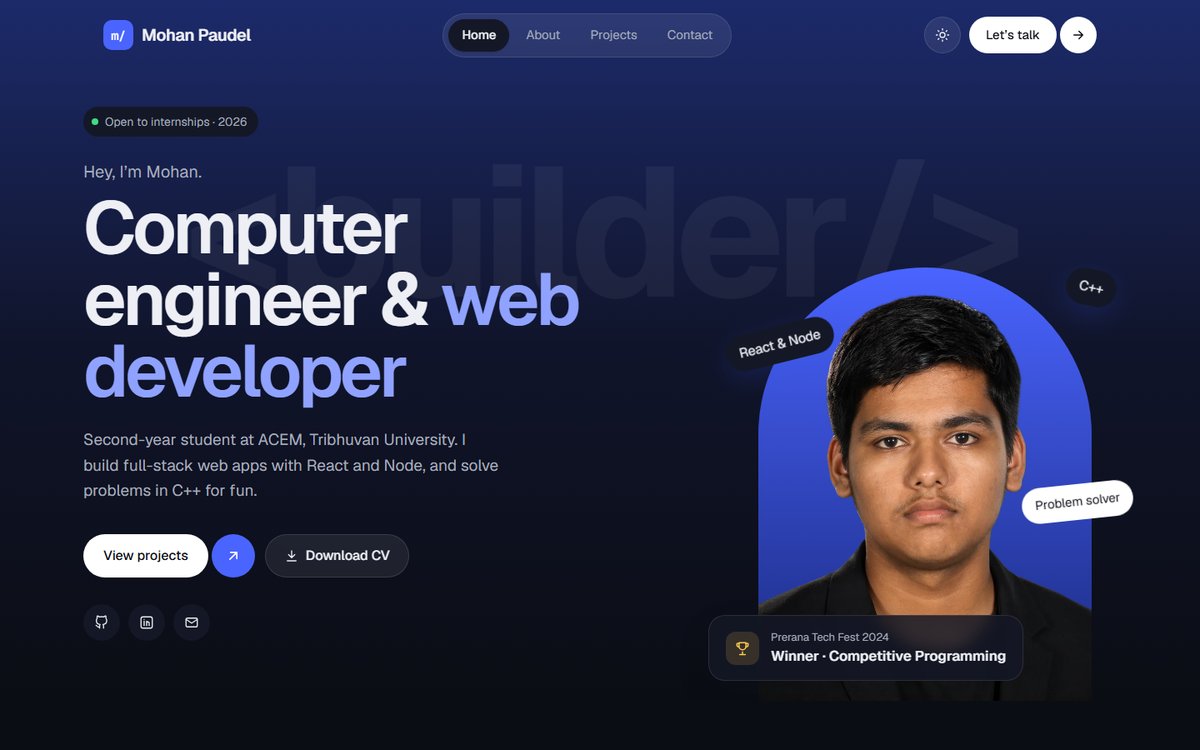 m/ Mohan Paudel
Home About Projects Contact
Let's talk
Open to internships · 2026
Hey, I'm Mohan.
<builder/>
Computer
engineer & web
developer
C++
React & Node
Second-year student at ACEM, Tribhuvan University. I
build full-stack web apps with React and Node, and solve
problems in C++ for fun.
Problem solver
View projects
Download CV
in
Prerana Tech Fest 2024
Winner · Competitive Programming